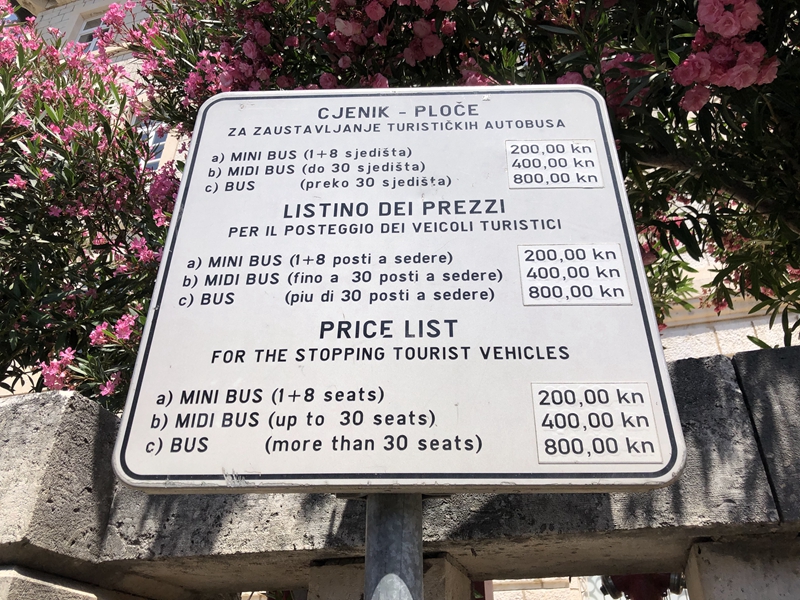 CJENIK - PLOČE
ZA ZAUSTAVLJANJE TURISTIČKIH AUTOBUSA
a) MINI BUS (1+8 sjedišta) 200,00 kn
b) MIDI BUS (do 30 sjedišta) 400,00 kn
c) BUS (preko 30 sjedišta) 800,00 kn
LISTINO DEI PREZZI
PER IL POSTEGGIO DEI VEICOLI TURISTICI
a) MINI BUS (1+8 posti a sedere) 200,00 kn
b) MIDI BUS (fino a 30 posti a sedere) 400,00 kn
c) BUS (piu di 30 posti a sedere) 800,00 kn
PRICE LIST
FOR THE STOPPING TOURIST VEHICLES
a) MINI BUS (1+8 seats) 200,00 kn
b) MIDI BUS (up to 30 seats) 400,00 kn
c) BUS (more than 30 seats) 800,00 kn